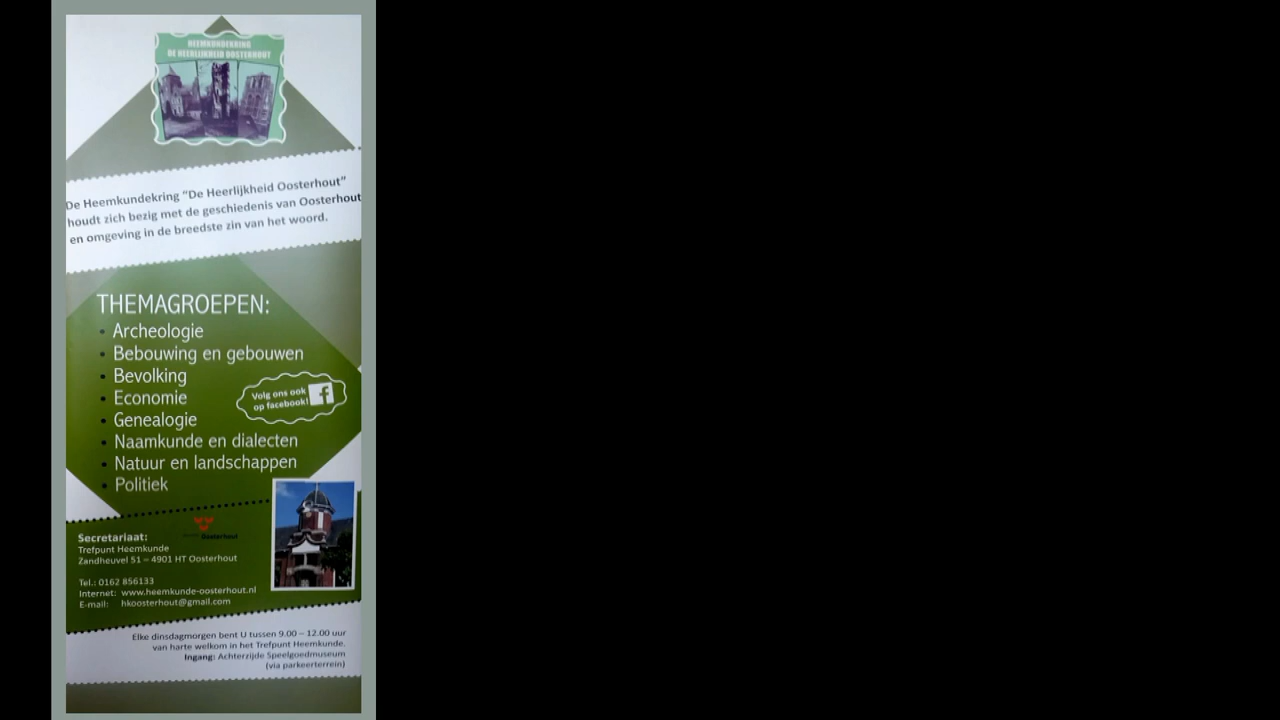 HEEMKUNDEKRING
DE HEERLIJKHEID OOSTERHOUT
De Heemkundekring "De Heerlijkheid Oosterhout"
houdt zich bezig met de geschiedenis van Oosterhout
en omgeving in de breedste zin van het woord.
THEMAGROEPEN:
• Archeologie
• Bebouwing en gebouwen
• Bevolking
• Economie
• Genealogie
• Naamkunde en dialecten
• Natuur en landschappen
• Politiek
Volg ons ook
op facebook! f
Oosterhout
Secretariaat:
Trefpunt Heemkunde
Zandheuvel 51 – 4901 HT Oosterhout
Tel.: 0162 856133
Internet: www.heemkunde-oosterhout.nl
E-mail: hkoosterhout@gmail.com
Elke dinsdagmorgen bent U tussen 9.00 – 12.00 uur
van harte welkom in het Trefpunt Heemkunde.
Ingang: Achterzijde Speelgoedmuseum
(via parkeerterrein)